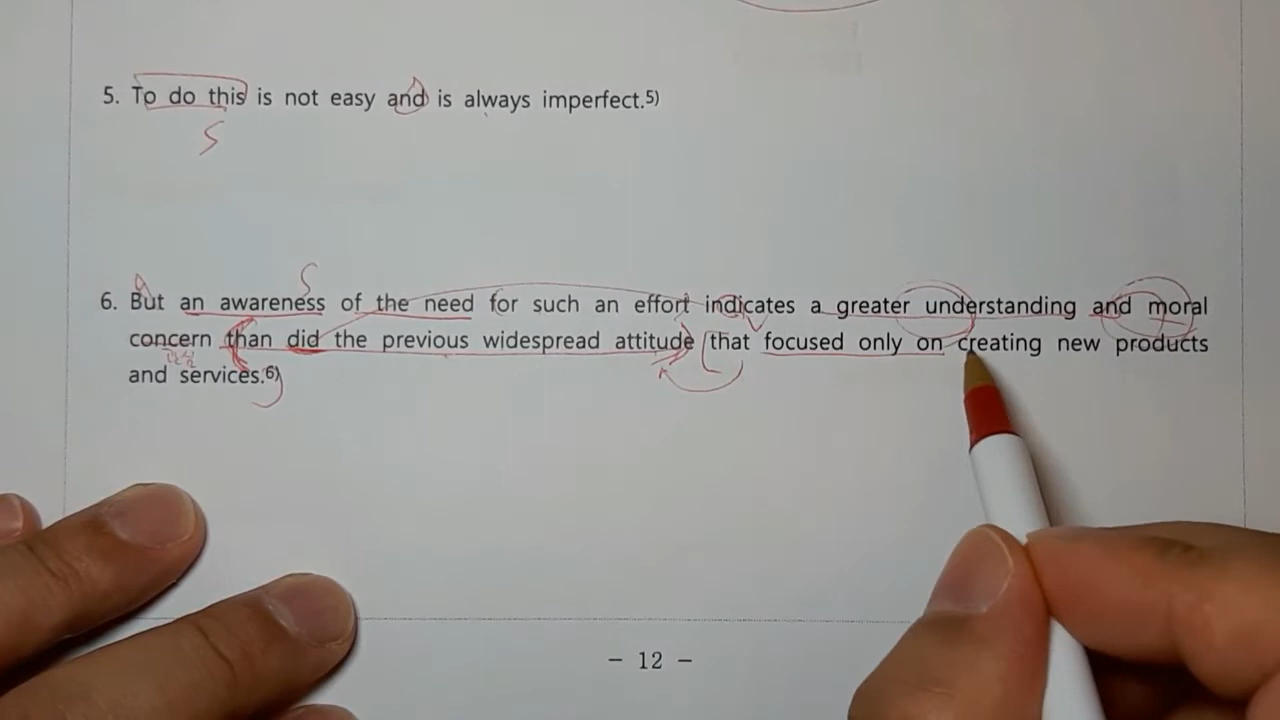 5. To do this is not easy and is always imperfect.5)
S
S
6. But an awareness of the need for such an effort indicates a greater understanding and moral
concern than did the previous widespread attitude that focused only on creating new products
관심
and services.6)
- 12 -